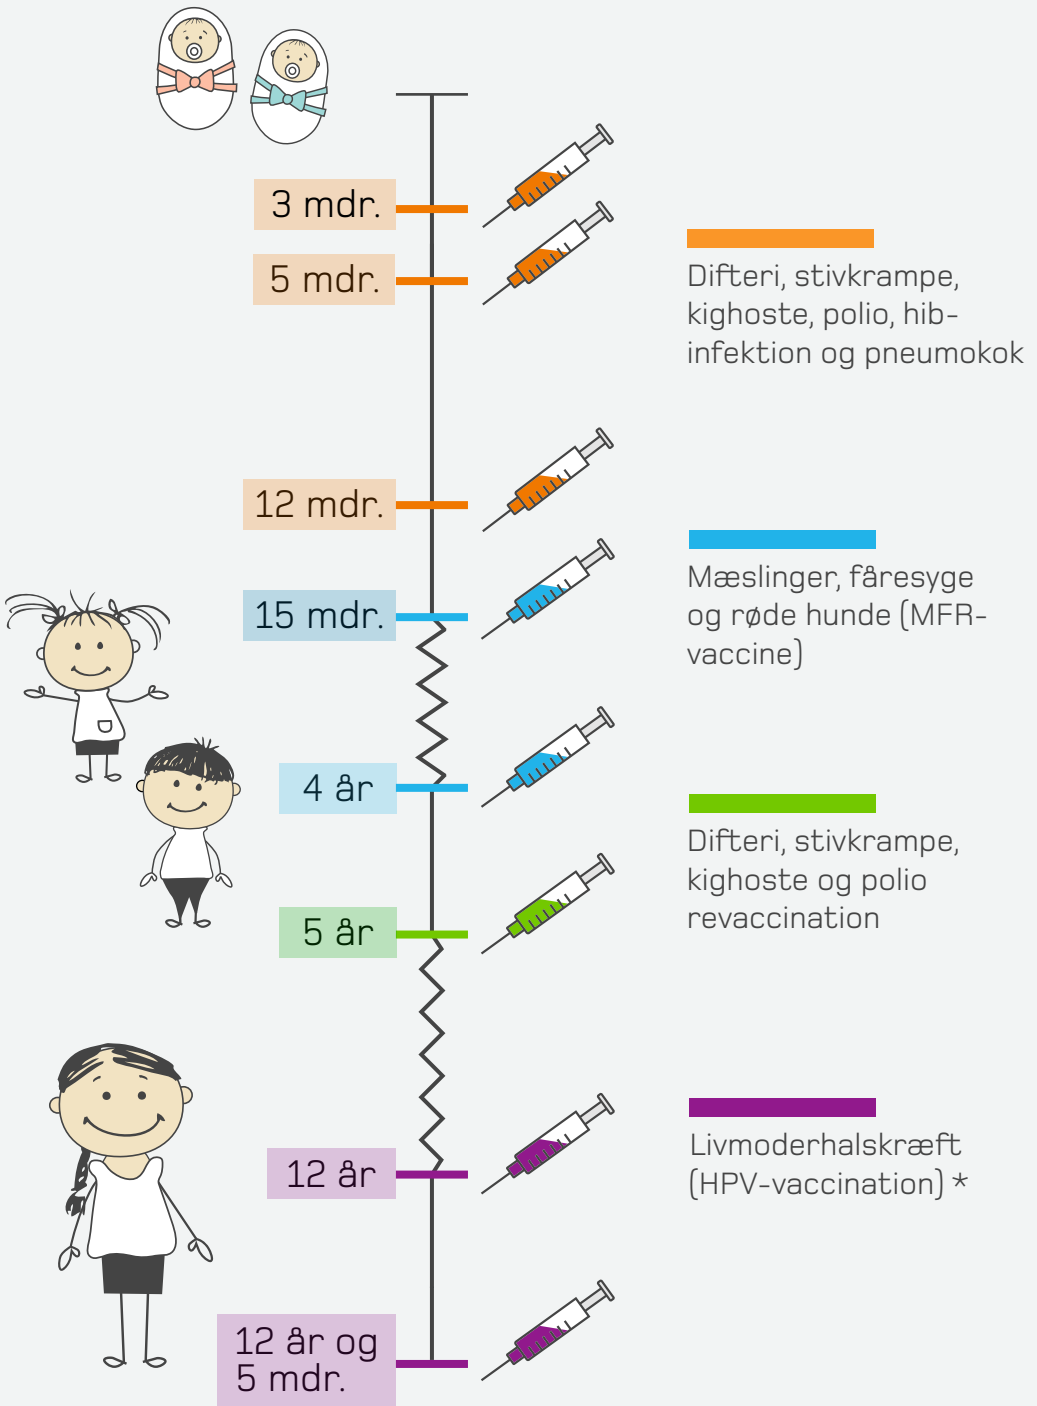 3 mdr.
5 mdr.
Difteri, stivkrampe,
kighoste, polio, hib-
infektion og pneumokok
12 mdr.
15 mdr.
Mæslinger, fåresyge
og røde hunde (MFR-
vaccine)
4 år
5 år
Difteri, stivkrampe,
kighoste og polio
revaccination
12 år
Livmoderhalskræft
(HPV-vaccination) *
12 år og
5 mdr.